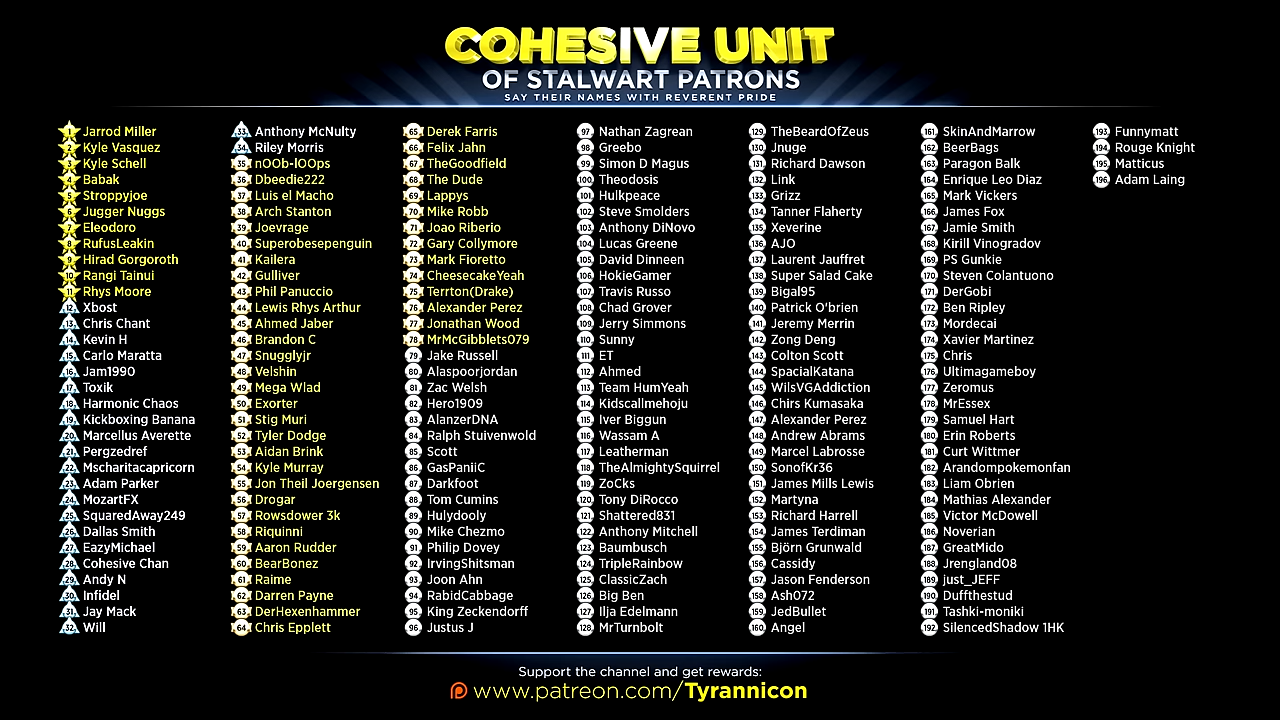 COHESIVE UNIT
OF STALWART PATRONS
SAY THEIR NAMES WITH REVERENT PRIDE
1 Jarrod Miller
2 Kyle Vasquez
3 Kyle Schell
4 Babak
5 Stroppyjoe
6 Jugger Nuggs
7 Eleodoro
8 RufusLeakin
9 Hirad Gorgoroth
10 Rangi Tainui
11 Rhys Moore
12 Xbost
13 Chris Chant
14 Kevin H
15 Carlo Maratta
16 Jam1990
17 Toxik
18 Harmonic Chaos
19 Kickboxing Banana
20 Marcellus Averette
21 Pergzedref
22 Mscharitacapricorn
23 Adam Parker
24 MozartFX
25 SquaredAway249
26 Dallas Smith
27 EazyMichael
28 Cohesive Chan
29 Andy N
30 Infidel
31 Jay Mack
32 Will
33 Anthony McNulty
34 Riley Morris
35 nOOb-lOOps
36 Dbeedie222
37 Luis el Macho
38 Arch Stanton
39 Joevrage
40 Superobesepenguin
41 Kailera
42 Gulliver
43 Phil Panuccio
44 Lewis Rhys Arthur
45 Ahmed Jaber
46 Brandon C
47 Snugglyjr
48 Velshin
49 Mega Wlad
50 Exorter
51 Stig Muri
52 Tyler Dodge
53 Aidan Brink
54 Kyle Murray
55 Jon Theil Joergensen
56 Drogar
57 Rowsdower 3k
58 Riquinni
59 Aaron Rudder
60 BearBonez
61 Raime
62 Darren Payne
63 DerHexenhammer
64 Chris Epplett
65 Derek Farris
66 Felix Jahn
67 TheGoodfield
68 The Dude
69 Lappys
70 Mike Robb
71 Joao Riberio
72 Gary Collymore
73 Mark Fioretto
74 CheesecakeYeah
75 Terrton(Drake)
76 Alexander Perez
77 Jonathan Wood
78 MrMcGibblets079
79 Jake Russell
80 Alaspoorjordan
81 Zac Welsh
82 Hero1909
83 AlanzerDNA
84 Ralph Stuivenwold
85 Scott
86 GasPaniiC
87 Darkfoot
88 Tom Cumins
89 Hulydooly
90 Mike Chezmo
91 Philip Dovey
92 IrvingShitsman
93 Joon Ahn
94 RabidCabbage
95 King Zeckendorff
96 Justus J
97 Nathan Zagrean
98 Greebo
99 Simon D Magus
100 Theodosis
101 Hulkpeace
102 Steve Smolders
103 Anthony DiNovo
104 Lucas Greene
105 David Dinneen
106 HokieGamer
107 Travis Russo
108 Chad Grover
109 Jerry Simmons
110 Sunny
111 ET
112 Ahmed
113 Team HumYeah
114 Kidscallmehoju
115 Iver Biggun
116 Wassam A
117 Leatherman
118 TheAlmightySquirrel
119 ZoCks
120 Tony DiRocco
121 Shattered831
122 Anthony Mitchell
123 Baumbusch
124 TripleRainbow
125 ClassicZach
126 Big Ben
127 Ilja Edelmann
128 MrTurnbolt
129 TheBeardOfZeus
130 Jnuge
131 Richard Dawson
132 Link
133 Grizz
134 Tanner Flaherty
135 Xeverine
136 AJO
137 Laurent Jauffret
138 Super Salad Cake
139 Bigal95
140 Patrick O'brien
141 Jeremy Merrin
142 Zong Deng
143 Colton Scott
144 SpacialKatana
145 WilsVGAddiction
146 Chirs Kumasaka
147 Alexander Perez
148 Andrew Abrams
149 Marcel Labrosse
150 SonofKr36
151 James Mills Lewis
152 Martyna
153 Richard Harrell
154 James Terdiman
155 Björn Grunwald
156 Cassidy
157 Jason Fenderson
158 Ash072
159 JedBullet
160 Angel
161 SkinAndMarrow
162 BeerBags
163 Paragon Balk
164 Enrique Leo Diaz
165 Mark Vickers
166 James Fox
167 Jamie Smith
168 Kirill Vinogradov
169 PS Gunkie
170 Steven Colantuono
171 DerGobi
172 Ben Ripley
173 Mordecai
174 Xavier Martinez
175 Chris
176 Ultimagameboy
177 Zeromus
178 MrEssex
179 Samuel Hart
180 Erin Roberts
181 Curt Wittmer
182 Arandompokemonfan
183 Liam Obrien
184 Mathias Alexander
185 Victor McDowell
186 Noverian
187 GreatMido
188 Jrengland08
189 just_JEFF
190 Duffthestud
191 Tashki-moniki
192 SilencedShadow 1HK
193 Funnymatt
194 Rouge Knight
195 Matticus
196 Adam Laing
Support the channel and get rewards:
www.patreon.com/Tyrannicon